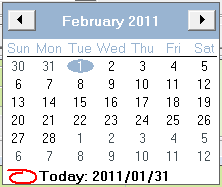 February 2011
Sun Mon Tue Wed Thu Fri Sat
30 31 1 2 3 4 5
6 7 8 9 10 11 12
13 14 15 16 17 18 19
20 21 22 23 24 25 26
27 28 1 2 3 4 5
6 7 8 9 10 11 12
Today: 2011/01/31